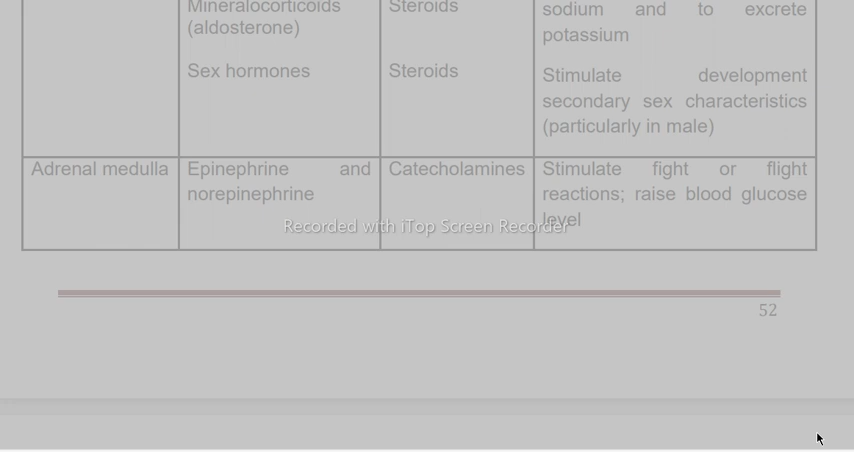 Mineralocorticoids
(aldosterone)
Steroids
sodium and to excrete
potassium
Sex hormones
Steroids
Stimulate development
secondary sex characteristics
(particularly in male)
Adrenal medulla
Epinephrine and
norepinephrine
Catecholamines
Stimulate fight or flight
reactions; raise blood glucose
level
Recorded with iTop Screen Recorder
52